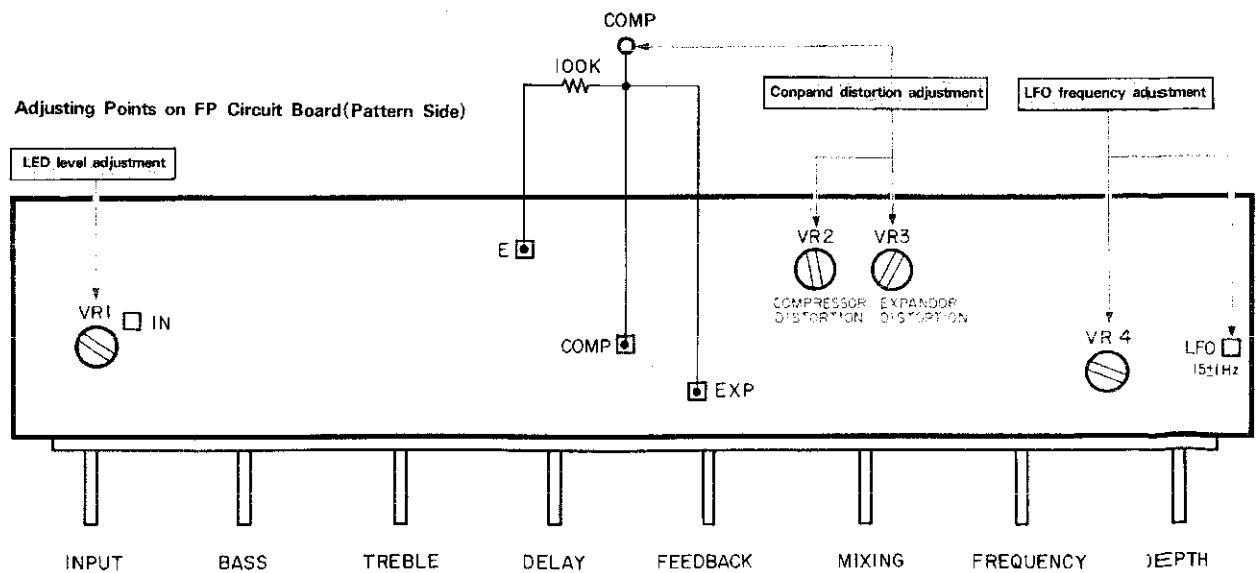 COMP
100K
Adjusting Points on FP Circuit Board(Pattern Side)
Conparnd distortion adjustment
LFO frequency adustment
LED level adjustment
E
VR2
VR3
COMPRESSOR DISTORTION
EXPANDOR DISTORTION
VR1
IN
COMP
VR 4
LFO
15±1Hz
EXP
INPUT
BASS
TREBLE
DELAY
FEEDBACK
MIXING
FREQUENCY
DEPTH